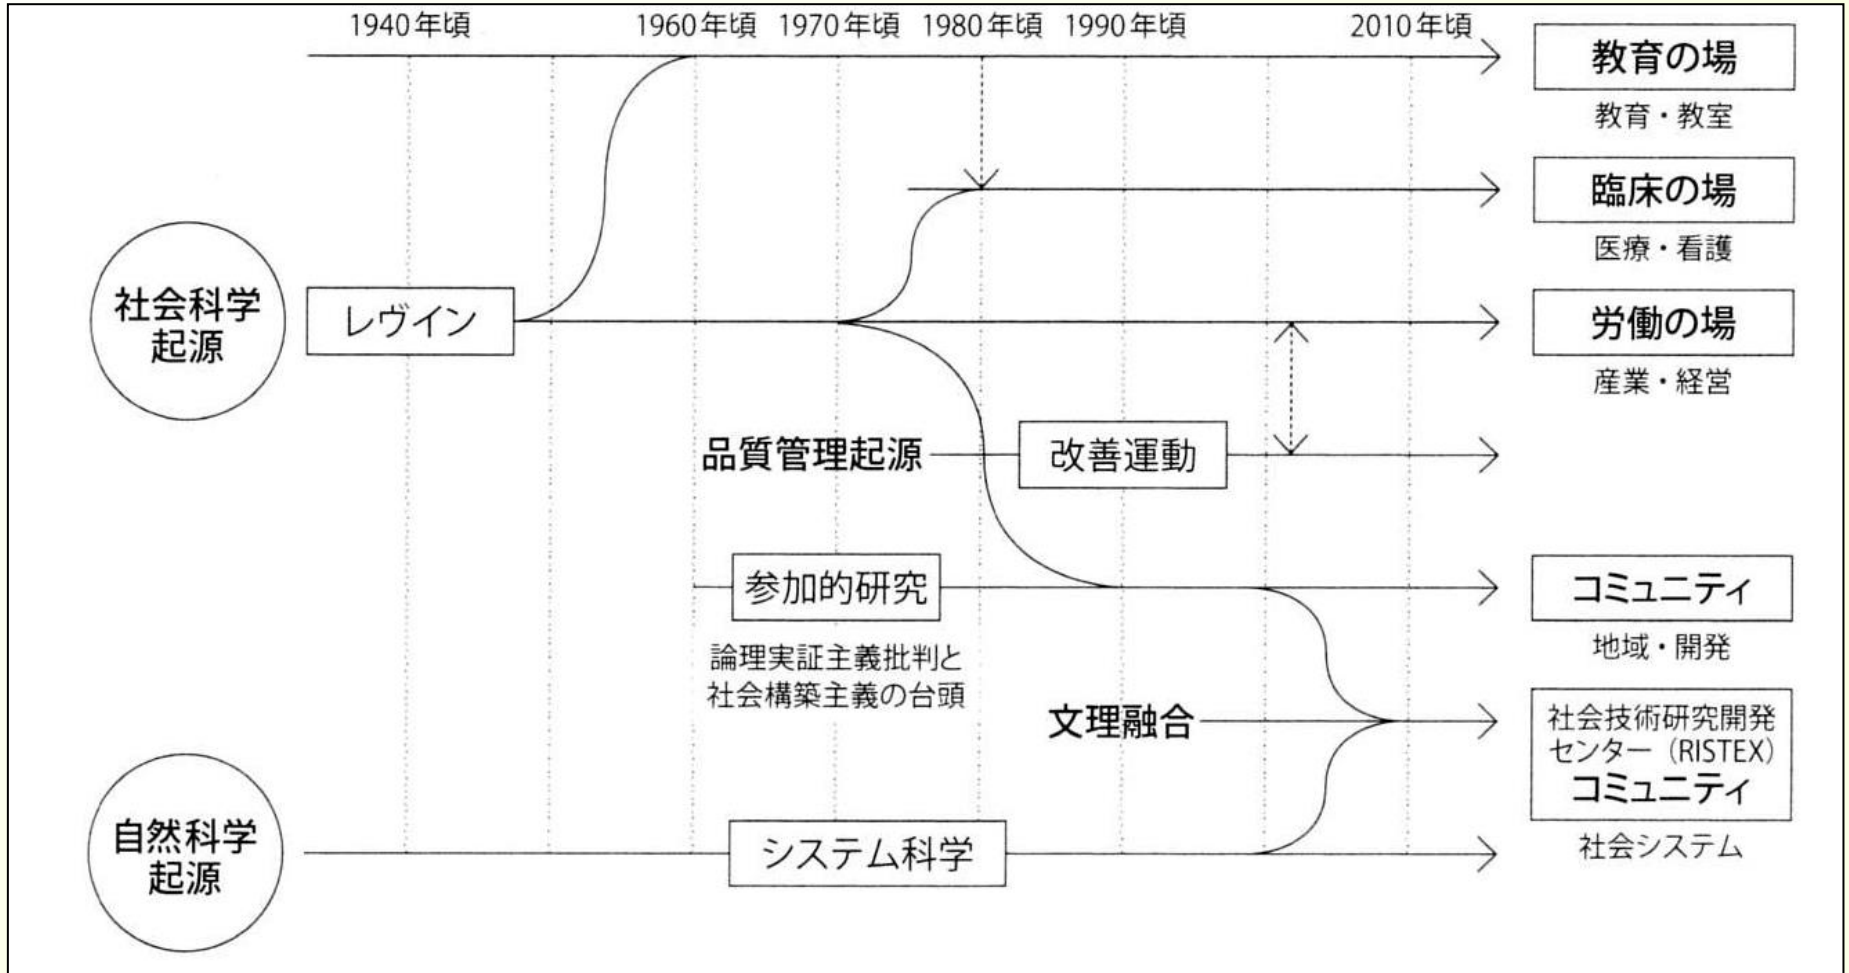 1940年頃
1960年頃
1970年頃
1980年頃
1990年頃
2010年頃
教育の場
教育・教室
臨床の場
医療・看護
社会科学
起源
レヴィン
労働の場
産業・経営
品質管理起源
改善運動
参加的研究
論理実証主義批判と
社会構築主義の台頭
コミュニティ
地域・開発
文理融合
社会技術研究開発
センター（RISTEX）
コミュニティ
社会システム
自然科学
起源
システム科学